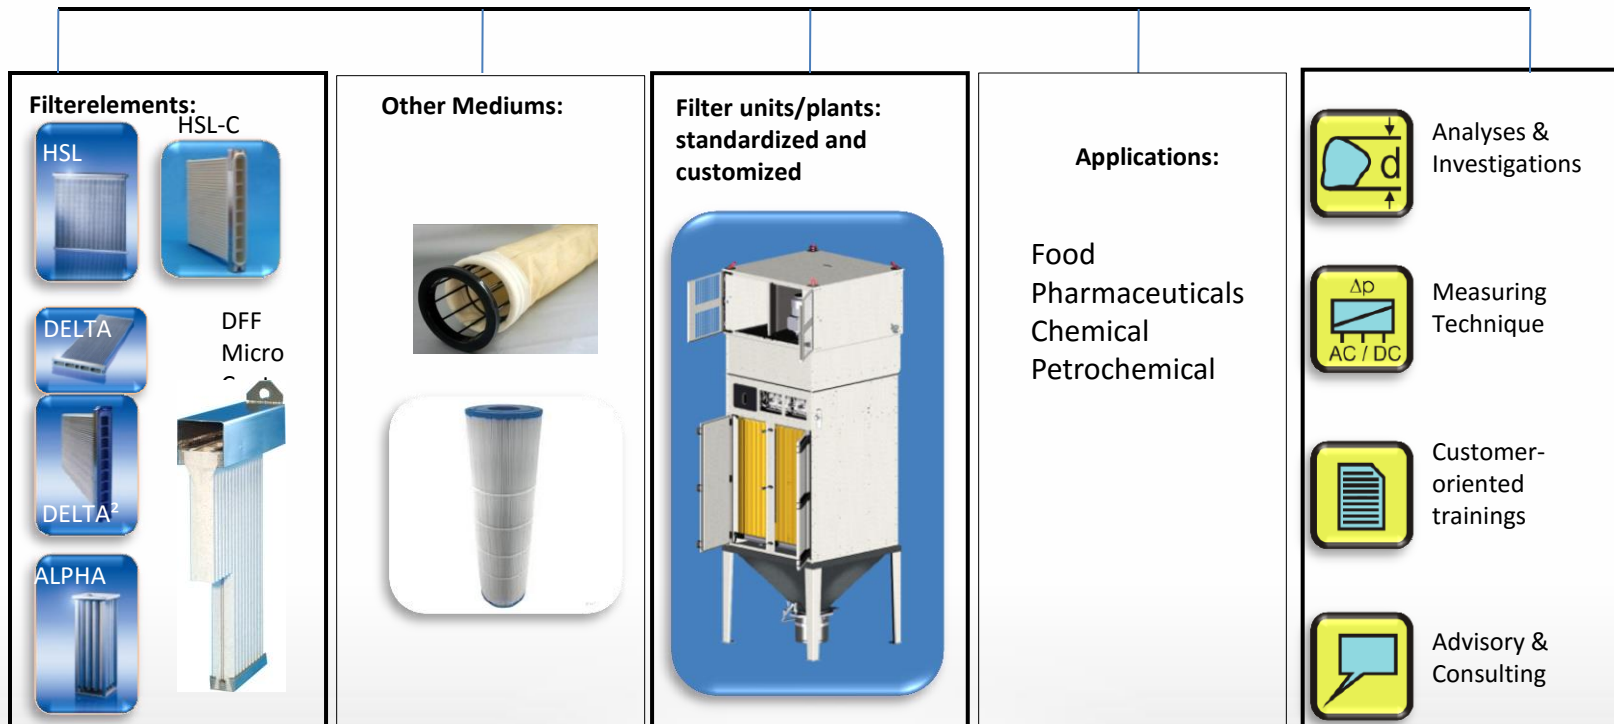 Filterelements:
HSL
HSL-C
DELTA
DFF
Micro
DELTA²
ALPHA
Other Mediums:
Filter units/plants:
standardized and
customized
Applications:
Food
Pharmaceuticals
Chemical
Petrochemical
d
Analyses &
Investigations
Δp
AC / DC
Measuring
Technique
Customer-
oriented
trainings
Advisory &
Consulting